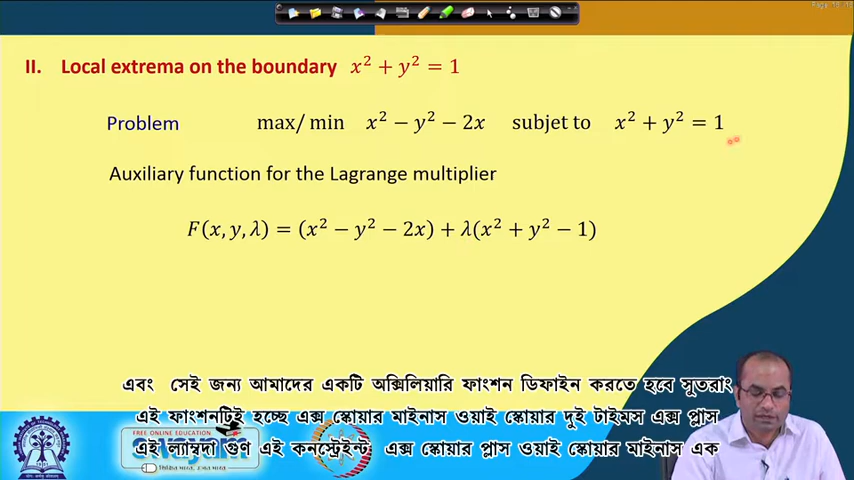 II. Local extrema on the boundary x² + y² = 1
Problem max/ min x² − y² − 2x subjet to x² + y² = 1
Auxiliary function for the Lagrange multiplier
F(x, y, λ) = (x² − y² − 2x) + λ(x² + y² − 1)
এবং সেই জন্য আমাদের একটি অক্সিলিয়ারি ফাংশন ডিফাইন করতে হবে সূতরাং
এই ফাংশনটিই হচ্ছে এক্স স্কোয়ার মাইনাস ওয়াই স্কোয়ার দুই টাইমস এক্স প্লাস
FREE ONLINE EDUCATION
এই ল্যাম্বদা গুণ এই কনস্ট্রেইন্ট এক্স স্কোয়ার প্লাস ওয়াই স্কোয়ার মাইনাস এক